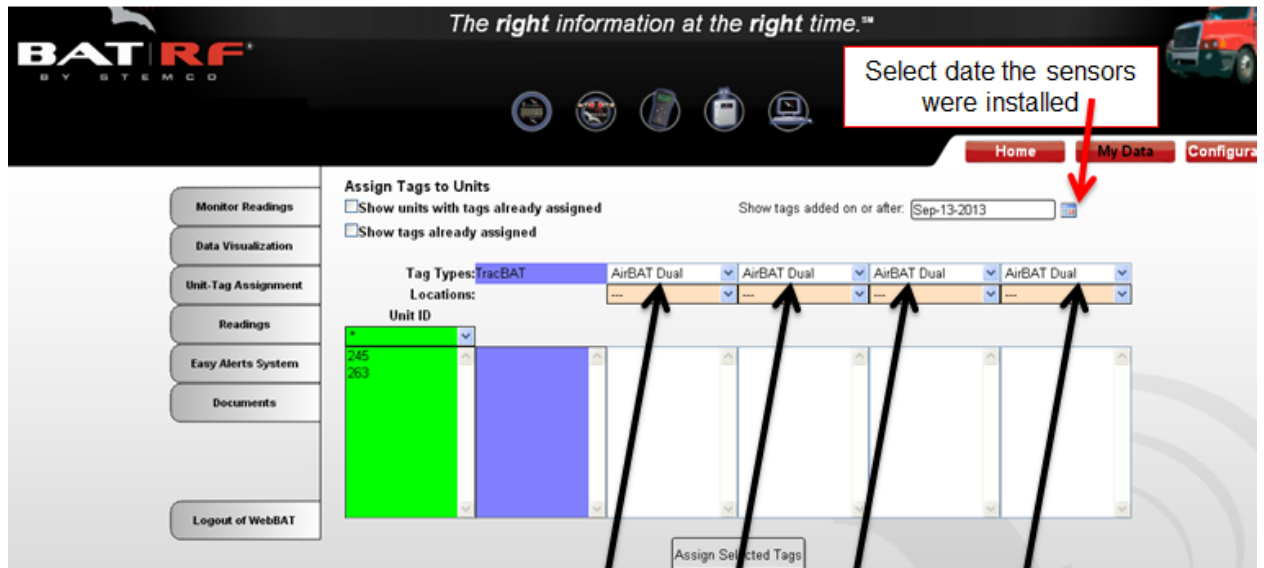 The right information at the right time.℠
BAT RF
BY STEMCO
Select date the sensors
were installed
Home My Data Configura
Assign Tags to Units
Show units with tags already assigned
Show tags added on or after: Sep-13-2013
Show tags already assigned
Monitor Readings
Data Visualization
Unit-Tag Assignment
Readings
Easy Alerts System
Documents
Logout of WebBAT
Tag Types: TracBAT AirBAT Dual AirBAT Dual AirBAT Dual AirBAT Dual
Locations: --- --- --- ---
Unit ID
*
245
263
Assign Selected Tags